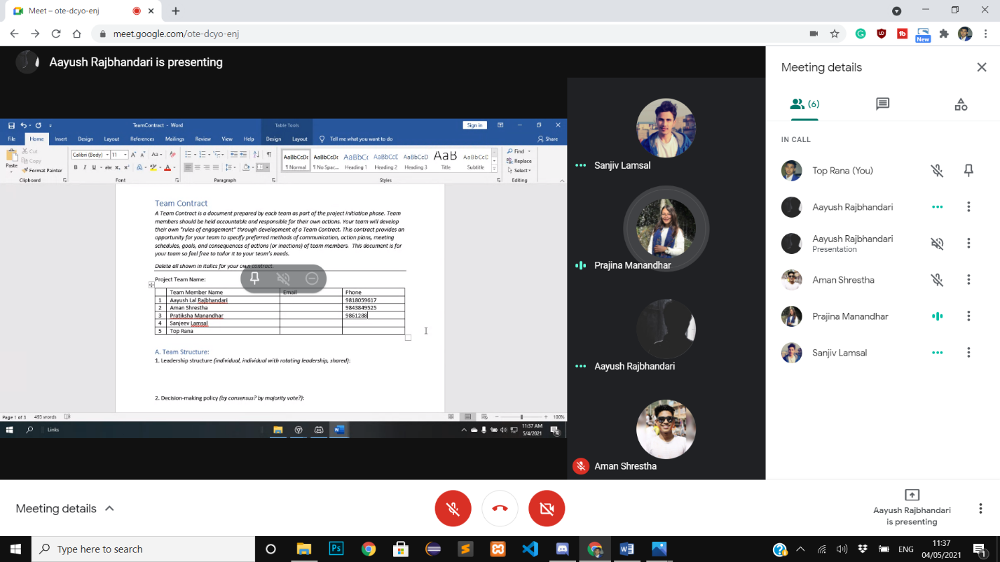 Meet – ote-dcyo-enj
meet.google.com/ote-dcyo-enj
New
Aayush Rajbhandari is presenting
TeamContract - Word
Table Tools
Sign in
File Home Insert Design Layout References Mailings Review View Help Design Layout Tell me what you want to do Share
Paste
Cut
Copy
Format Painter
Calibri (Body) 11
AaBbCcDc AaBbCcDc AaBbCc AaBbCcD AaBbCcD AaB AaBbCcD
¶ Normal ¶ No Spac... Heading 1 Heading 2 Heading 3 Title Subtitle
Find
Replace
Select
Clipboard Font Paragraph Styles Editing
Team Contract
A Team Contract is a document prepared by each team as part of the project initiation phase. Team
members should be held accountable and responsible for their own actions. Your team will develop
their own "rules of engagement" through development of a Team Contract. This contract provides an
opportunity for your team to specify preferred methods of communication, action plans, meeting
schedules, goals, and consequences of actions (or inactions) of team members. This document is for
your team so feel free to tailor it to your team's needs.
Delete all shown in italics for your own contract.
Project Team Name:
Team Member Name Email Phone
1 Aayush Lal Rajbhandari 9818059617
2 Aman Shrestha 9843849525
3 Pratiksha Manandhar 9861288
4 Sanjeev Lamsal
5 Top Rana
A. Team Structure:
1. Leadership structure (individual, individual with rotating leadership, shared):
2. Decision-making policy (by consensus? by majority vote?):
Page 1 of 3 493 words 100%
Links
11:37 AM
5/4/2021
Sanjiv Lamsal
Prajina Manandhar
Aayush Rajbhandari
Aman Shrestha
Meeting details
(6)
IN CALL
Top Rana (You)
Aayush Rajbhandari
Aayush Rajbhandari
Presentation
Aman Shrestha
Prajina Manandhar
Sanjiv Lamsal
Meeting details
Aayush Rajbhandari
is presenting
Type here to search
Ps
ENG
11:37
04/05/2021
1